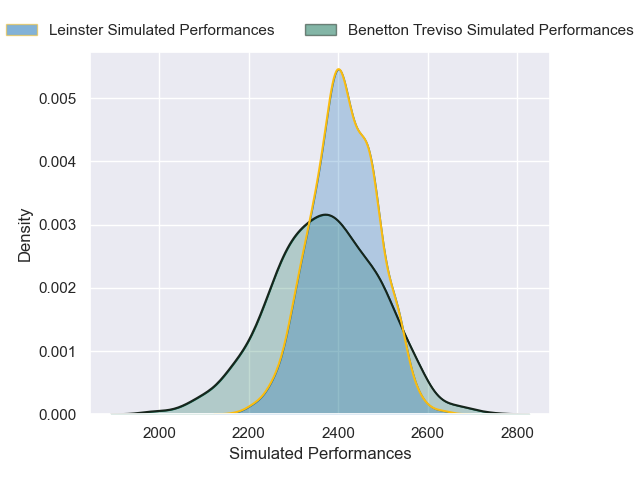 Leinster Simulated Performances
Benetton Treviso Simulated Performances
Density
0.005
0.004
0.003
0.002
0.001
0.000
2000 2200 2400 2600 2800
Simulated Performances